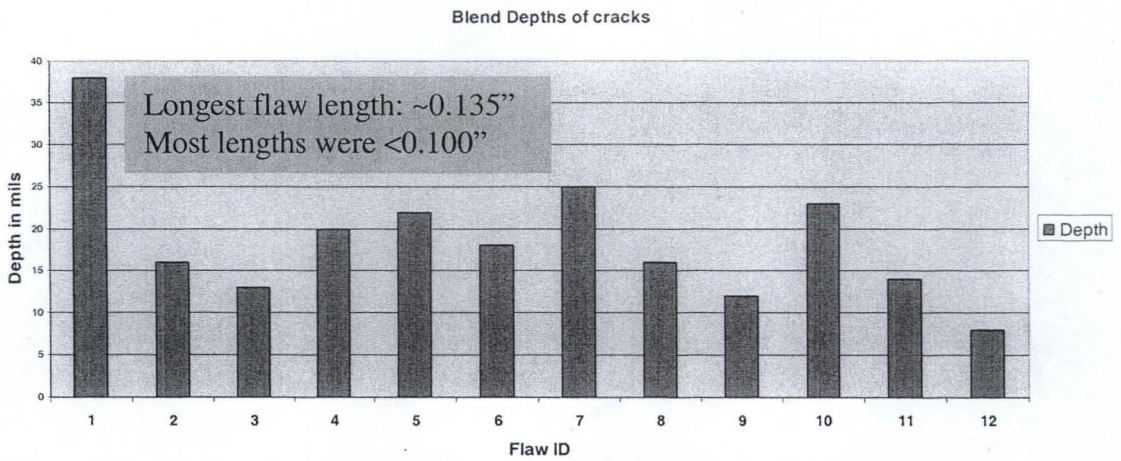 Blend Depths of cracks
40
35
30
25
20
15
10
5
0
Depth in mils
Longest flaw length: ~0.135”
Most lengths were <0.100”
Depth
1 2 3 4 5 6 7 8 9 10 11 12
Flaw ID